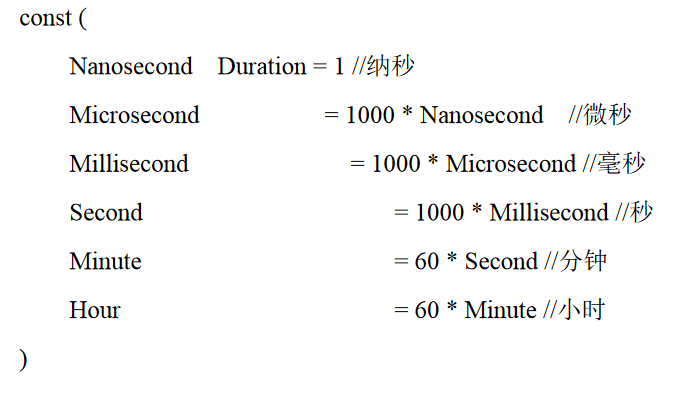 const (
Nanosecond Duration = 1 //纳秒
Microsecond = 1000 * Nanosecond //微秒
Millisecond = 1000 * Microsecond //毫秒
Second = 1000 * Millisecond //秒
Minute = 60 * Second //分钟
Hour = 60 * Minute //小时
)